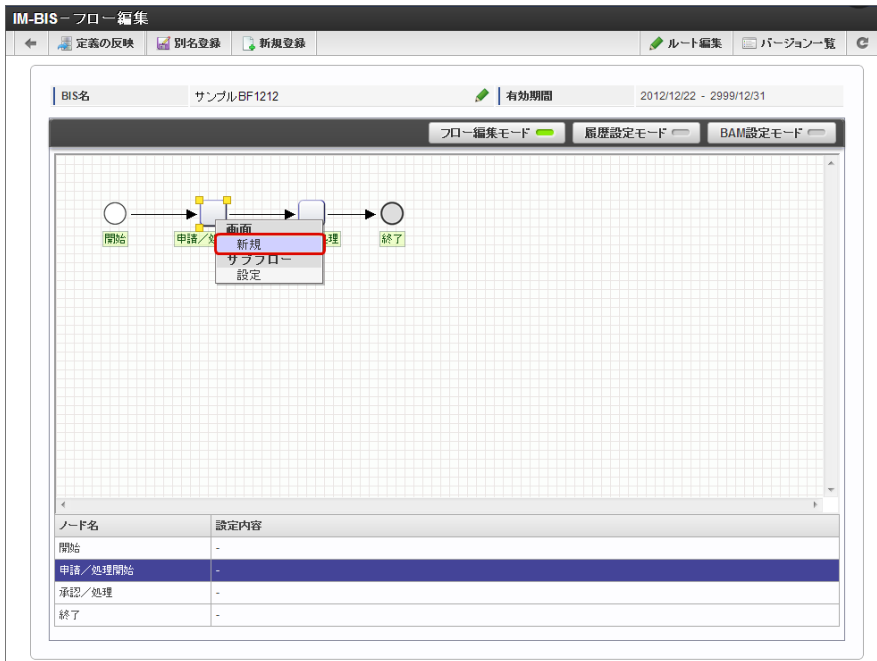 IM-BIS－フロー編集
定義の反映 別名登録 新規登録 ルート編集 バージョン一覧
BIS名 サンプルBF1212 有効期間 2012/12/22 - 2999/12/31
フロー編集モード 履歴設定モード BAM設定モード
開始 申請／処 処理 終了
画面
新規
サブフロー
設定
ノード名 設定内容
開始 -
申請／処理開始 -
承認／処理 -
終了 -